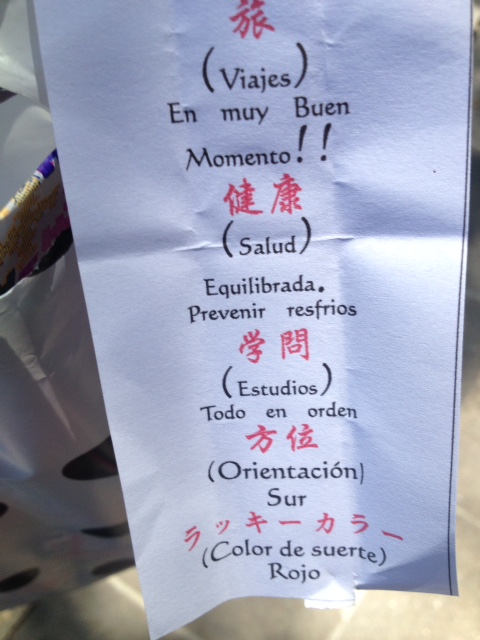 旅
(Viajes)
En muy Buen
Momento!!
健康
(Salud)
Equilibrada.
Prevenir resfrios
学問
(Estudios)
Todo en orden
方位
(Orientación)
Sur
ラッキーカラー
(Color de suerte)
Rojo